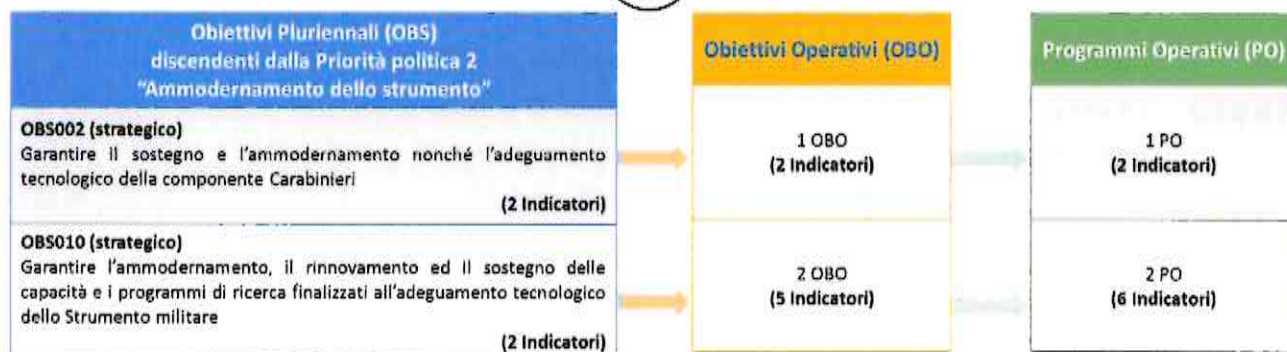 Obiettivi Pluriennali (OBS)
discendenti dalla Priorità politica 2
"Ammodernamento dello strumento"
OBS002 (strategico)
Garantire il sostegno e l'ammodernamento nonché l'adeguamento
tecnologico della componente Carabinieri
(2 Indicatori)
OBS010 (strategico)
Garantire l'ammodernamento, il rinnovamento ed il sostegno delle
capacità e i programmi di ricerca finalizzati all'adeguamento tecnologico
dello Strumento militare
(2 Indicatori)
Obiettivi Operativi (OBO)
1 OBO
(2 Indicatori)
2 OBO
(5 Indicatori)
Programmi Operativi (PO)
1 PO
(2 Indicatori)
2 PO
(6 Indicatori)